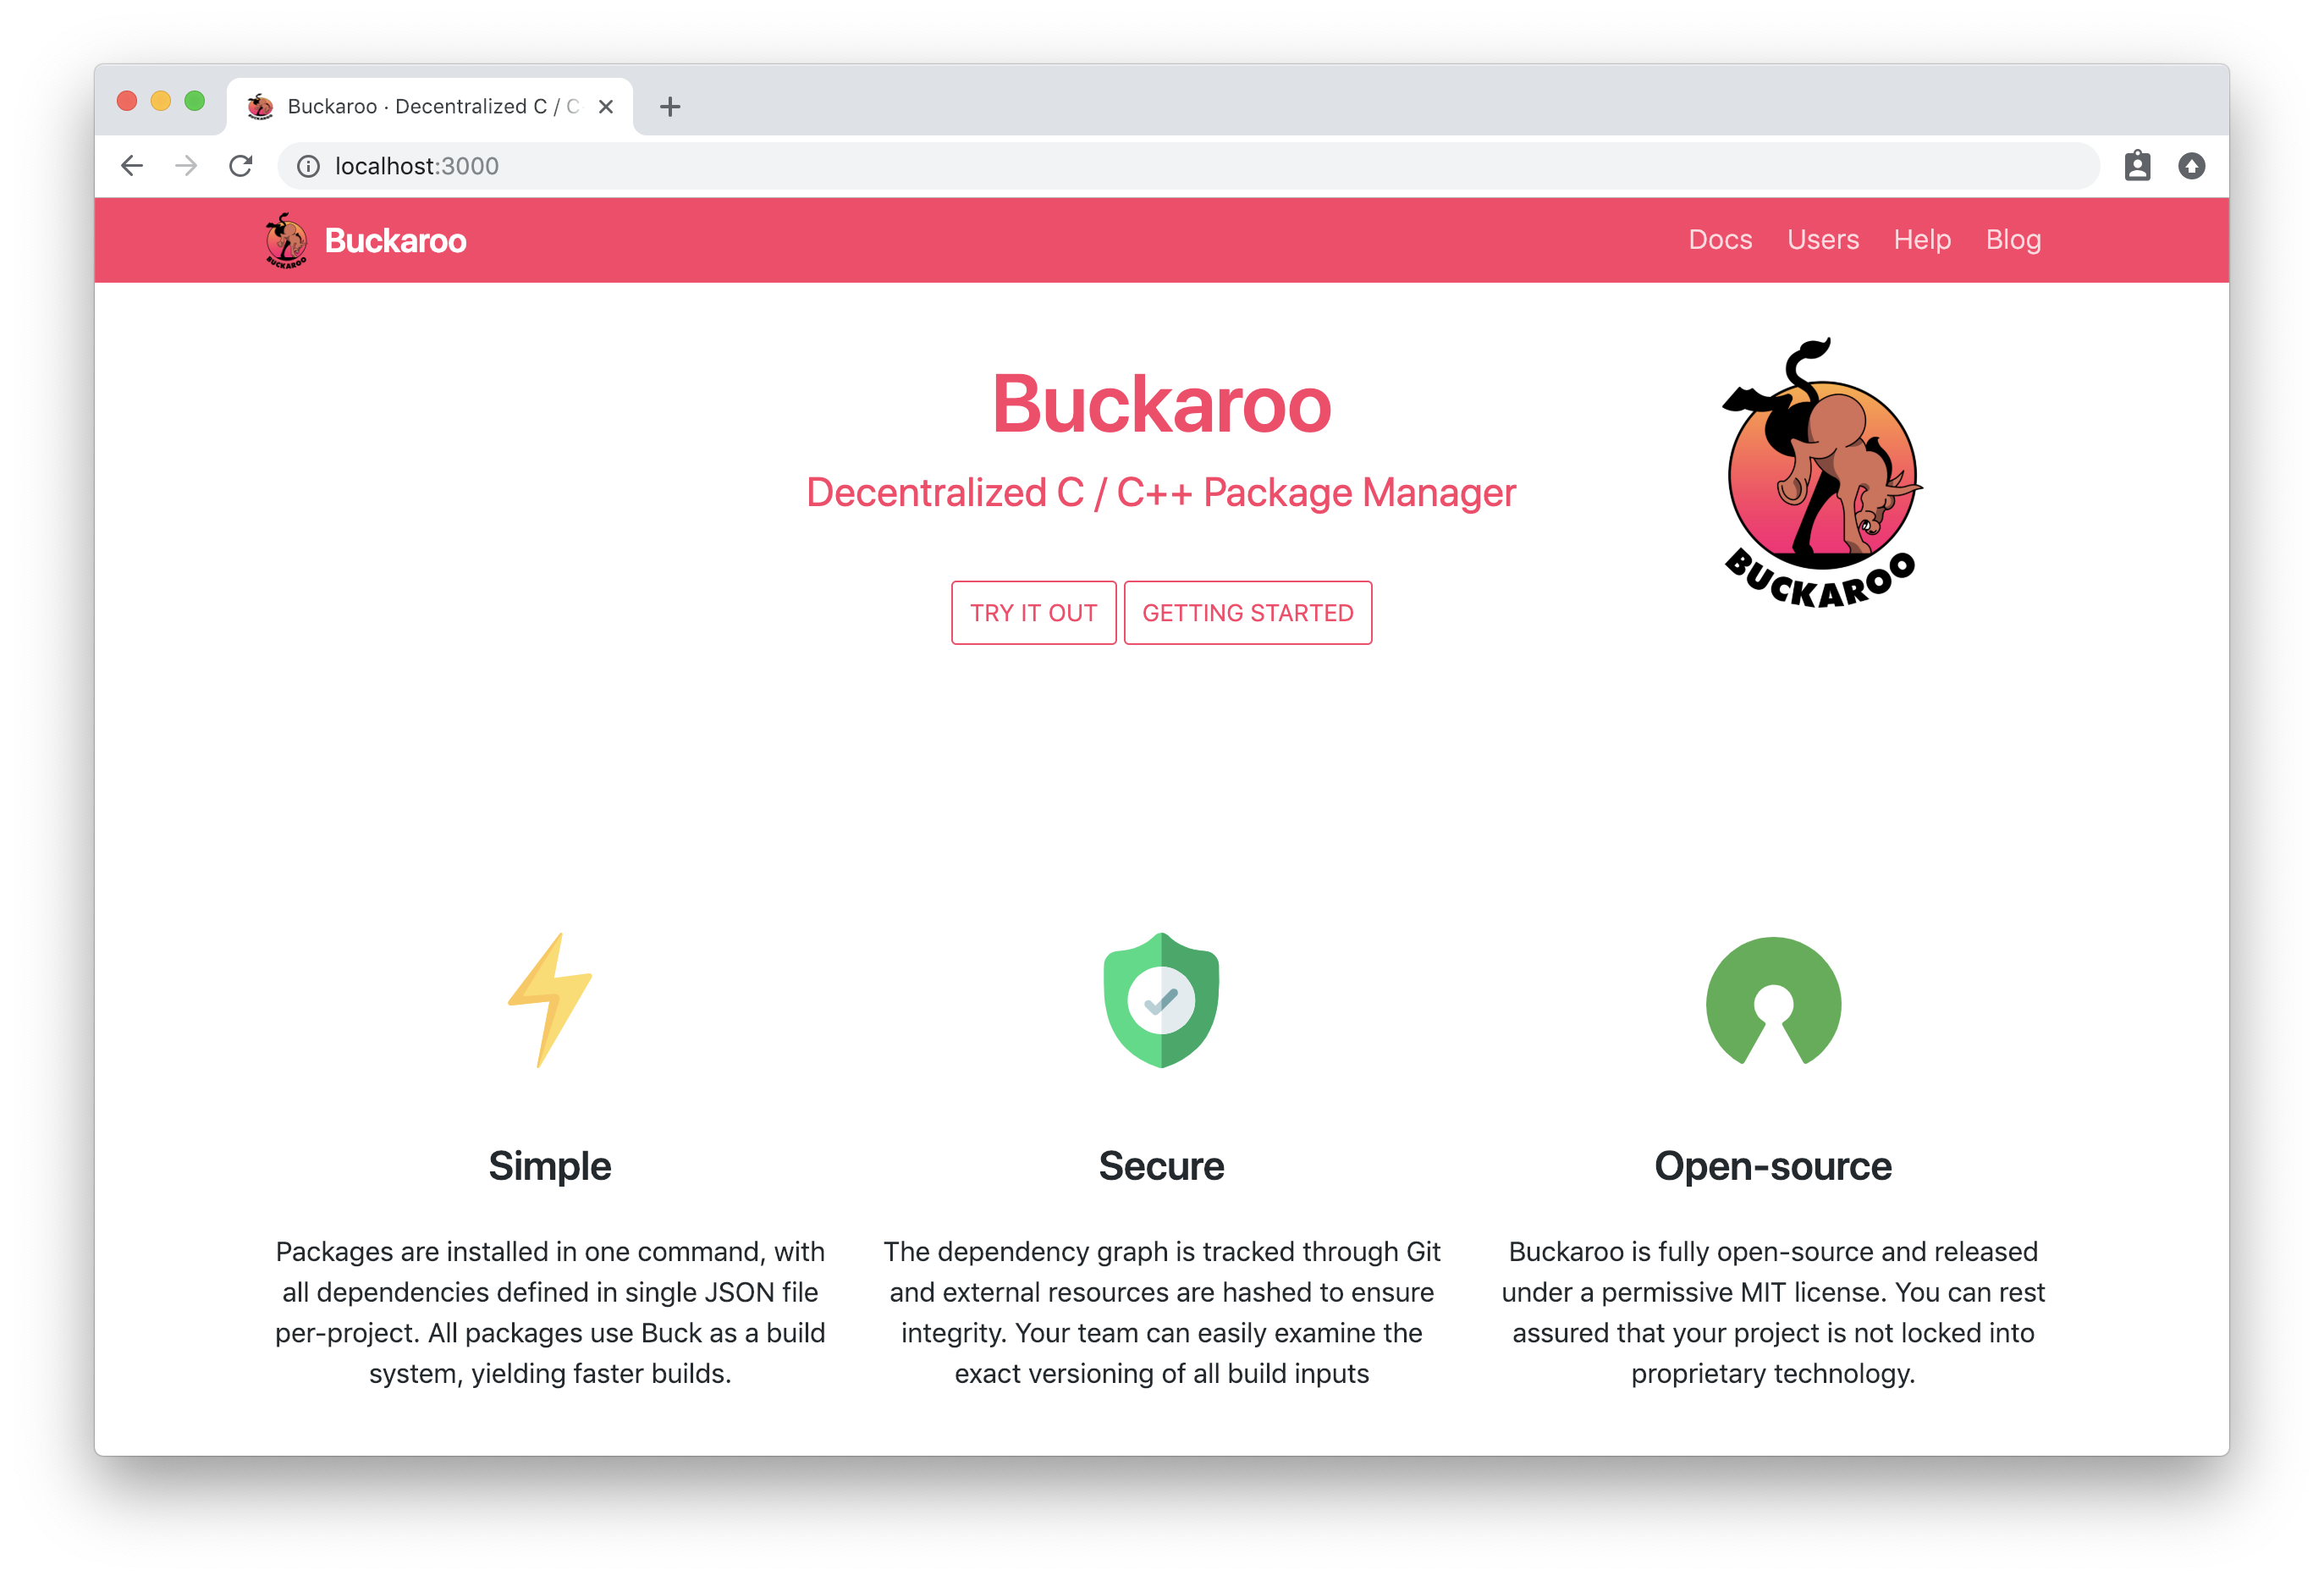 Buckaroo · Decentralized C / C
localhost:3000
BUCKAROO
Buckaroo
Docs
Users
Help
Blog
Buckaroo
Decentralized C / C++ Package Manager
TRY IT OUT
GETTING STARTED
BUCKAROO
Simple
Packages are installed in one command, with
all dependencies defined in single JSON file
per-project. All packages use Buck as a build
system, yielding faster builds.
Secure
The dependency graph is tracked through Git
and external resources are hashed to ensure
integrity. Your team can easily examine the
exact versioning of all build inputs
Open-source
Buckaroo is fully open-source and released
under a permissive MIT license. You can rest
assured that your project is not locked into
proprietary technology.